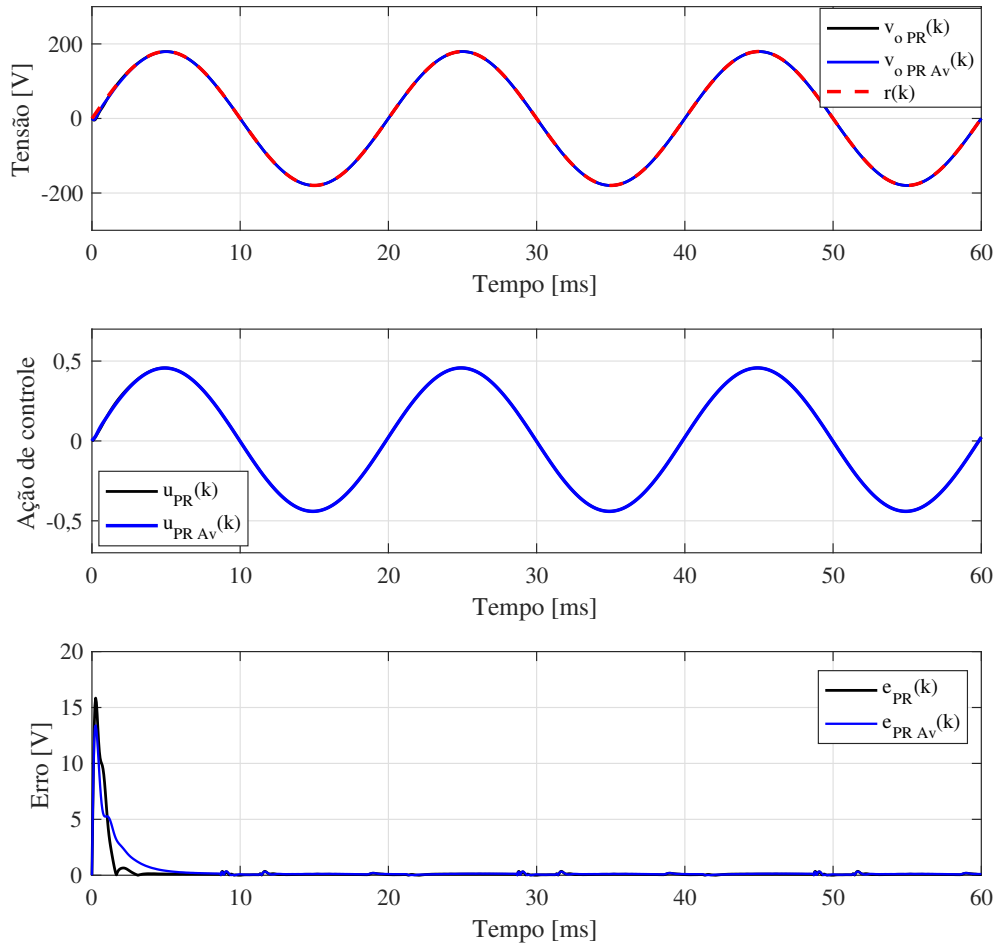 200
0
-200
Tensão [V]
v_o PR(k)
v_o PR Av(k)
r(k)
0 10 20 30 40 50 60
Tempo [ms]
0,5
0
-0,5
Ação de controle
u_PR(k)
u_PR Av(k)
0 10 20 30 40 50 60
Tempo [ms]
20
15
10
5
0
Erro [V]
e_PR(k)
e_PR Av(k)
0 10 20 30 40 50 60
Tempo [ms]